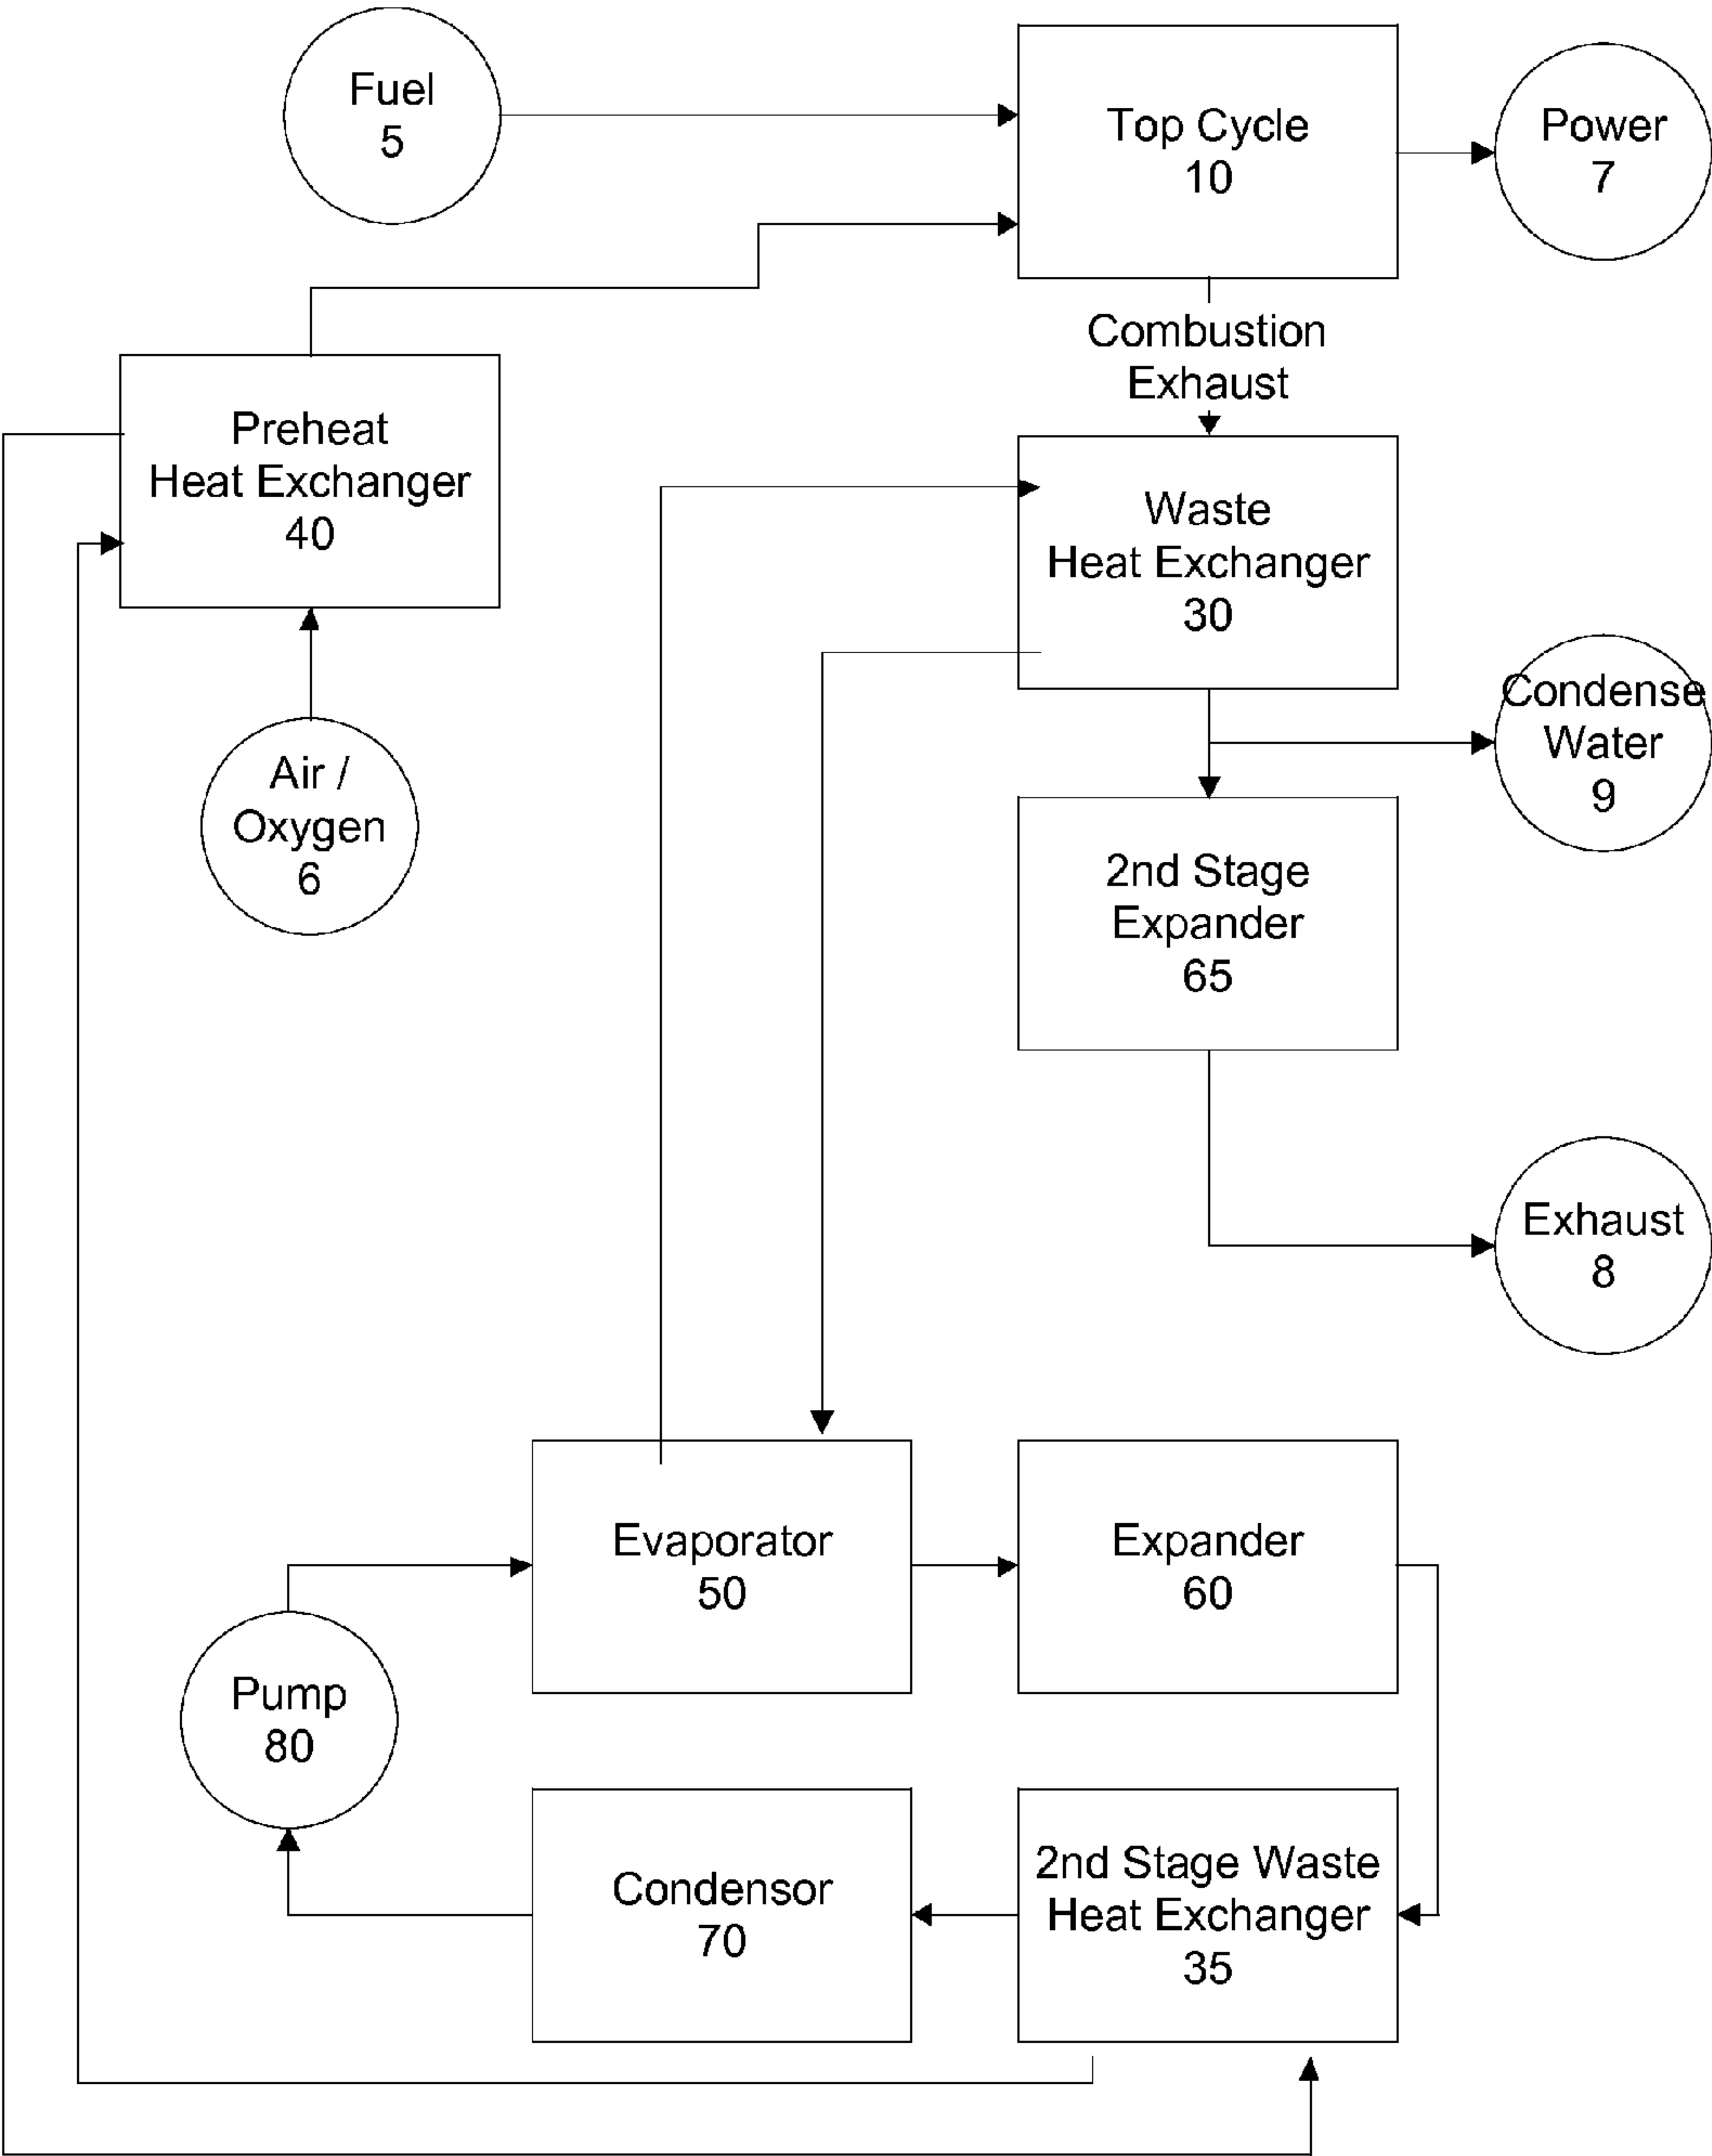 Fuel
5
Top Cycle
10
Power
7
Combustion
Exhaust
Preheat
Heat Exchanger
40
Waste
Heat Exchanger
30
Condense
Water
9
Air /
Oxygen
6
2nd Stage
Expander
65
Exhaust
8
Evaporator
50
Expander
60
Pump
80
Condensor
70
2nd Stage Waste
Heat Exchanger
35